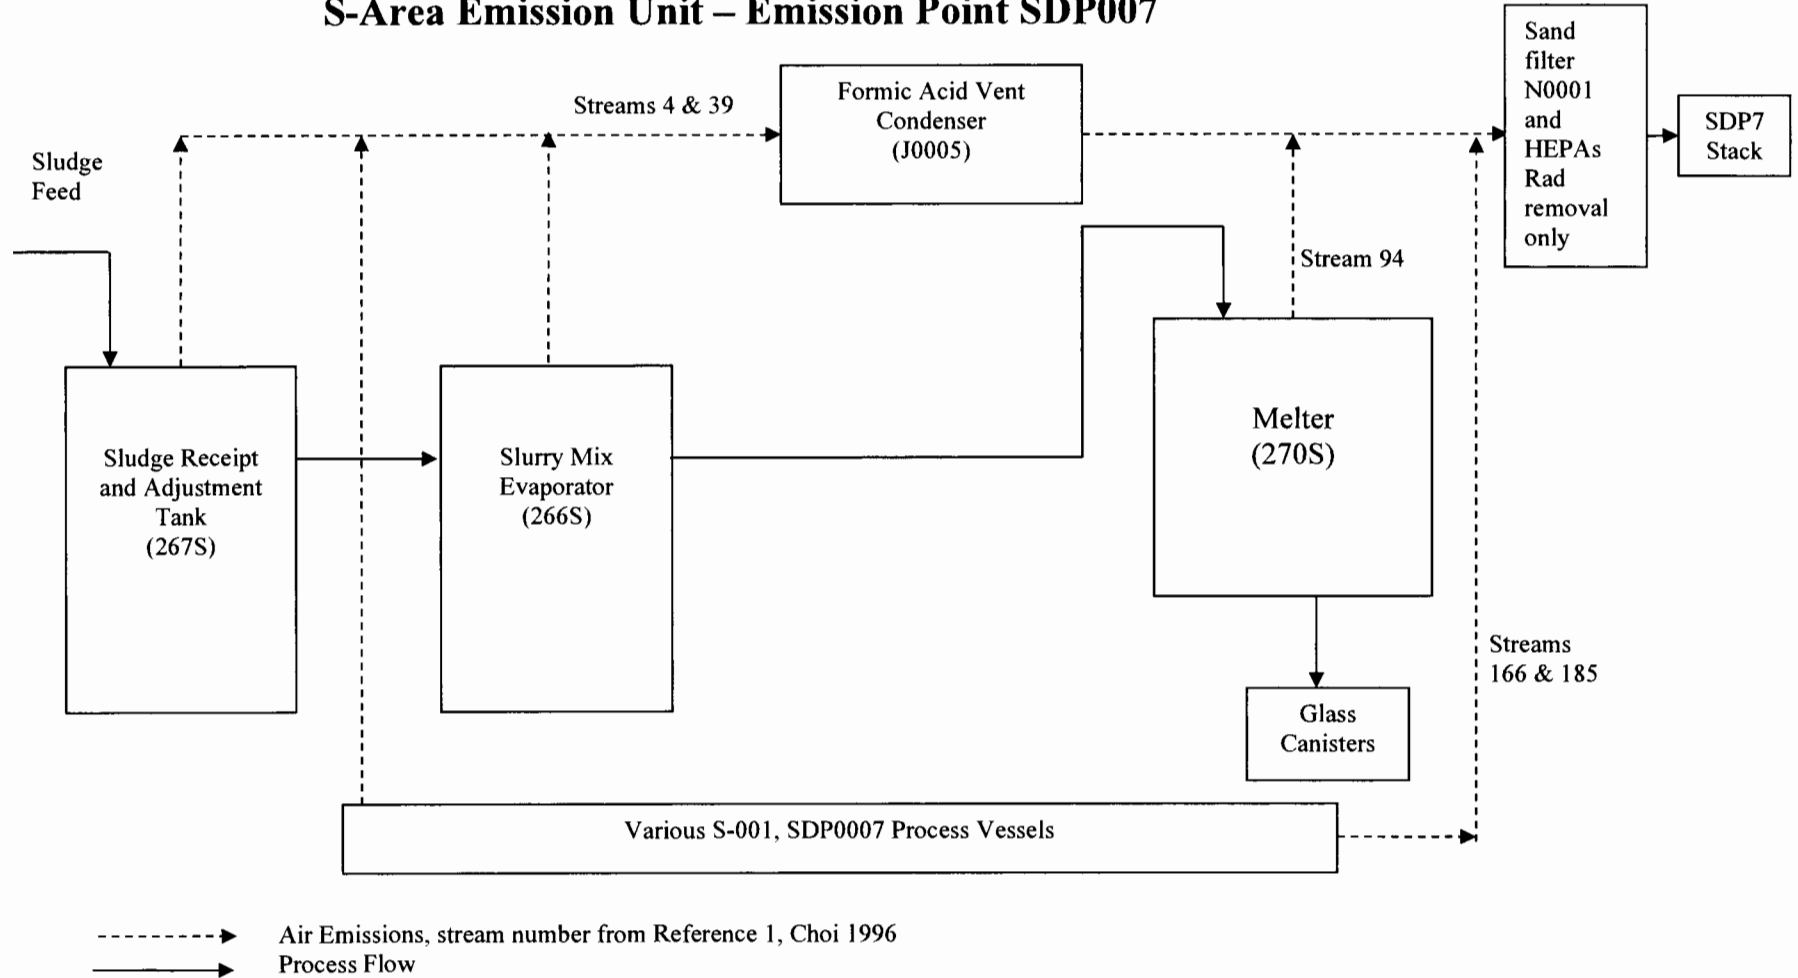 S-Area Emission Unit – Emission Point SDP007
Sand
filter
N0001
and
HEPAs
Rad
removal
only
SDP7
Stack
Formic Acid Vent
Condenser
(J0005)
Streams 4 & 39
Sludge
Feed
Stream 94
Sludge Receipt
and Adjustment
Tank
(267S)
Slurry Mix
Evaporator
(266S)
Melter
(270S)
Streams
166 & 185
Glass
Canisters
Various S-001, SDP0007 Process Vessels
Air Emissions, stream number from Reference 1, Choi 1996
Process Flow